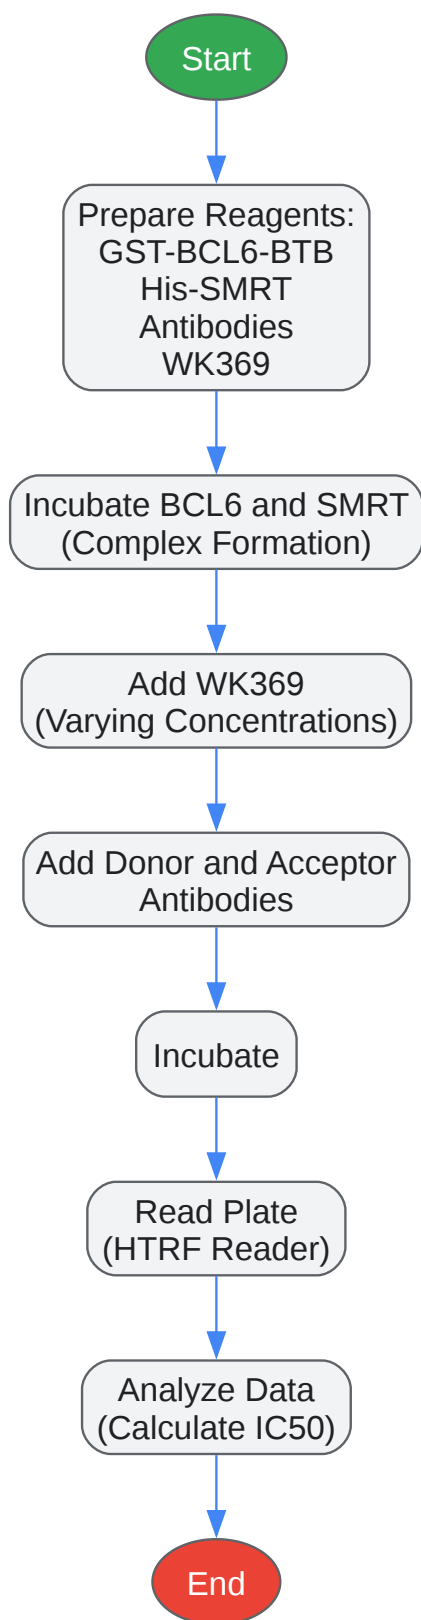 Start
Prepare Reagents:
GST-BCL6-BTB
His-SMRT
Antibodies
WK369
Incubate BCL6 and SMRT
(Complex Formation)
Add WK369
(Varying Concentrations)
Add Donor and Acceptor
Antibodies
Incubate
Read Plate
(HTRF Reader)
Analyze Data
(Calculate IC50)
End